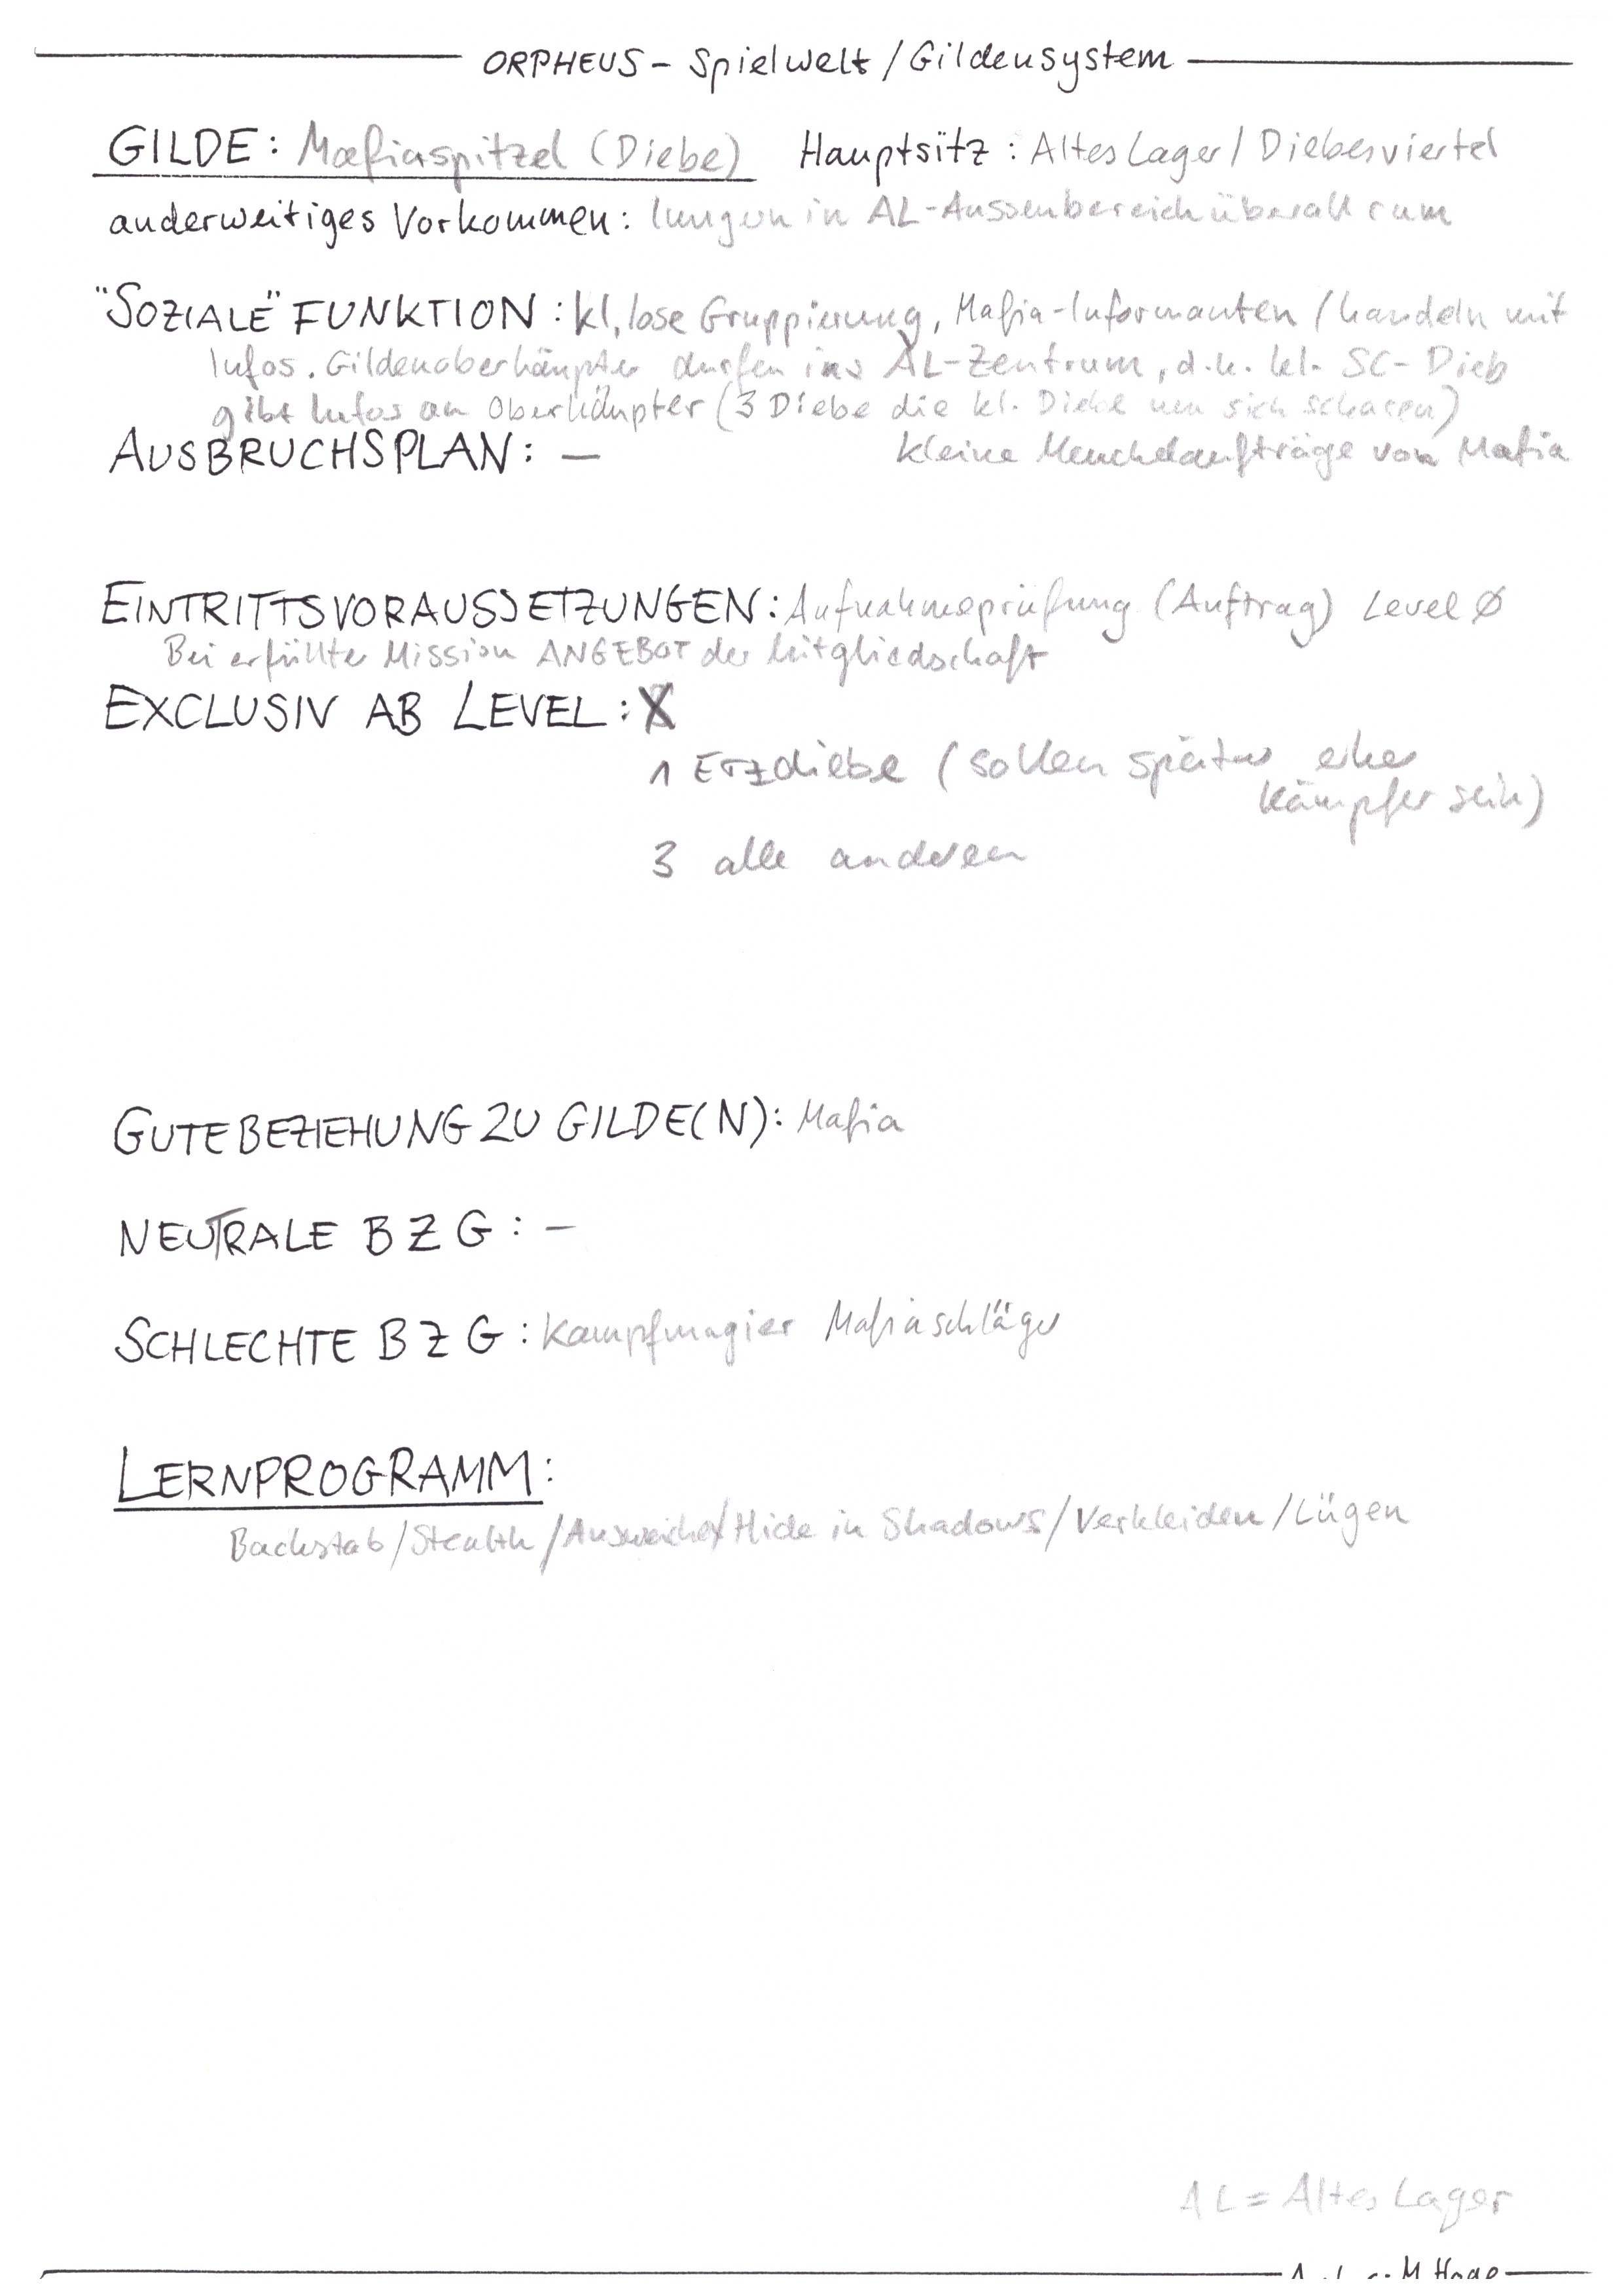 ORPHEUS - Spielwelt / Gildensystem
GILDE: Mafiaspitzel (Diebe) Hauptsitz: Altes Lager / Diebesviertel
anderweitiges Vorkommen: lungern in AL-Aussenbereich überall rum
"SOZIALE" FUNKTION: kl, lose Gruppierung, Mafia-Informanten / handeln mit
Infos. Gildenoberhäupter durfen ins AL-Zentrum, d.h. kl. SC-Dieb
gibt Infos an Oberhäupter (3 Diebe die kl. Diebe um sich scharen)
AUSBRUCHSPLAN: — kleine Meuchelaufträge von Mafia
EINTRITTSVORAUSSETZUNGEN: Aufnahmeprüfung (Auftrag) Level Ø
Bei erfüllter Mission ANGEBOT der Mitgliedschaft
EXCLUSIV AB LEVEL: X
1 Erzdiebe (sollen später eher
kämpfer sein)
3 alle anderen
GUTE BEZIEHUNG ZU GILDE(N): Mafia
NEUTRALE B Z G: —
SCHLECHTE B Z G: Kampfmagier Mafiaschläger
LERNPROGRAMM:
Backstab / Stealth / Ausweichen / Hide in Shadows / Verkleiden / Lügen
AL = Altes Lager